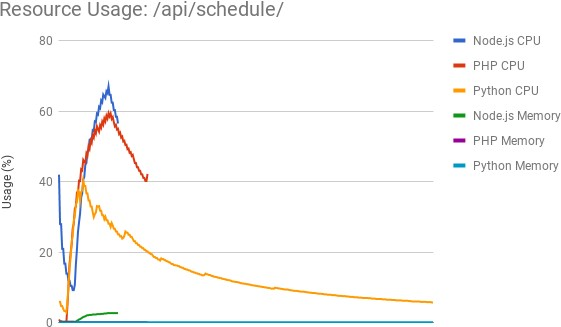 Resource Usage: /api/schedule/
Usage (%)
80
60
40
20
0
Node.js CPU
PHP CPU
Python CPU
Node.js Memory
PHP Memory
Python Memory